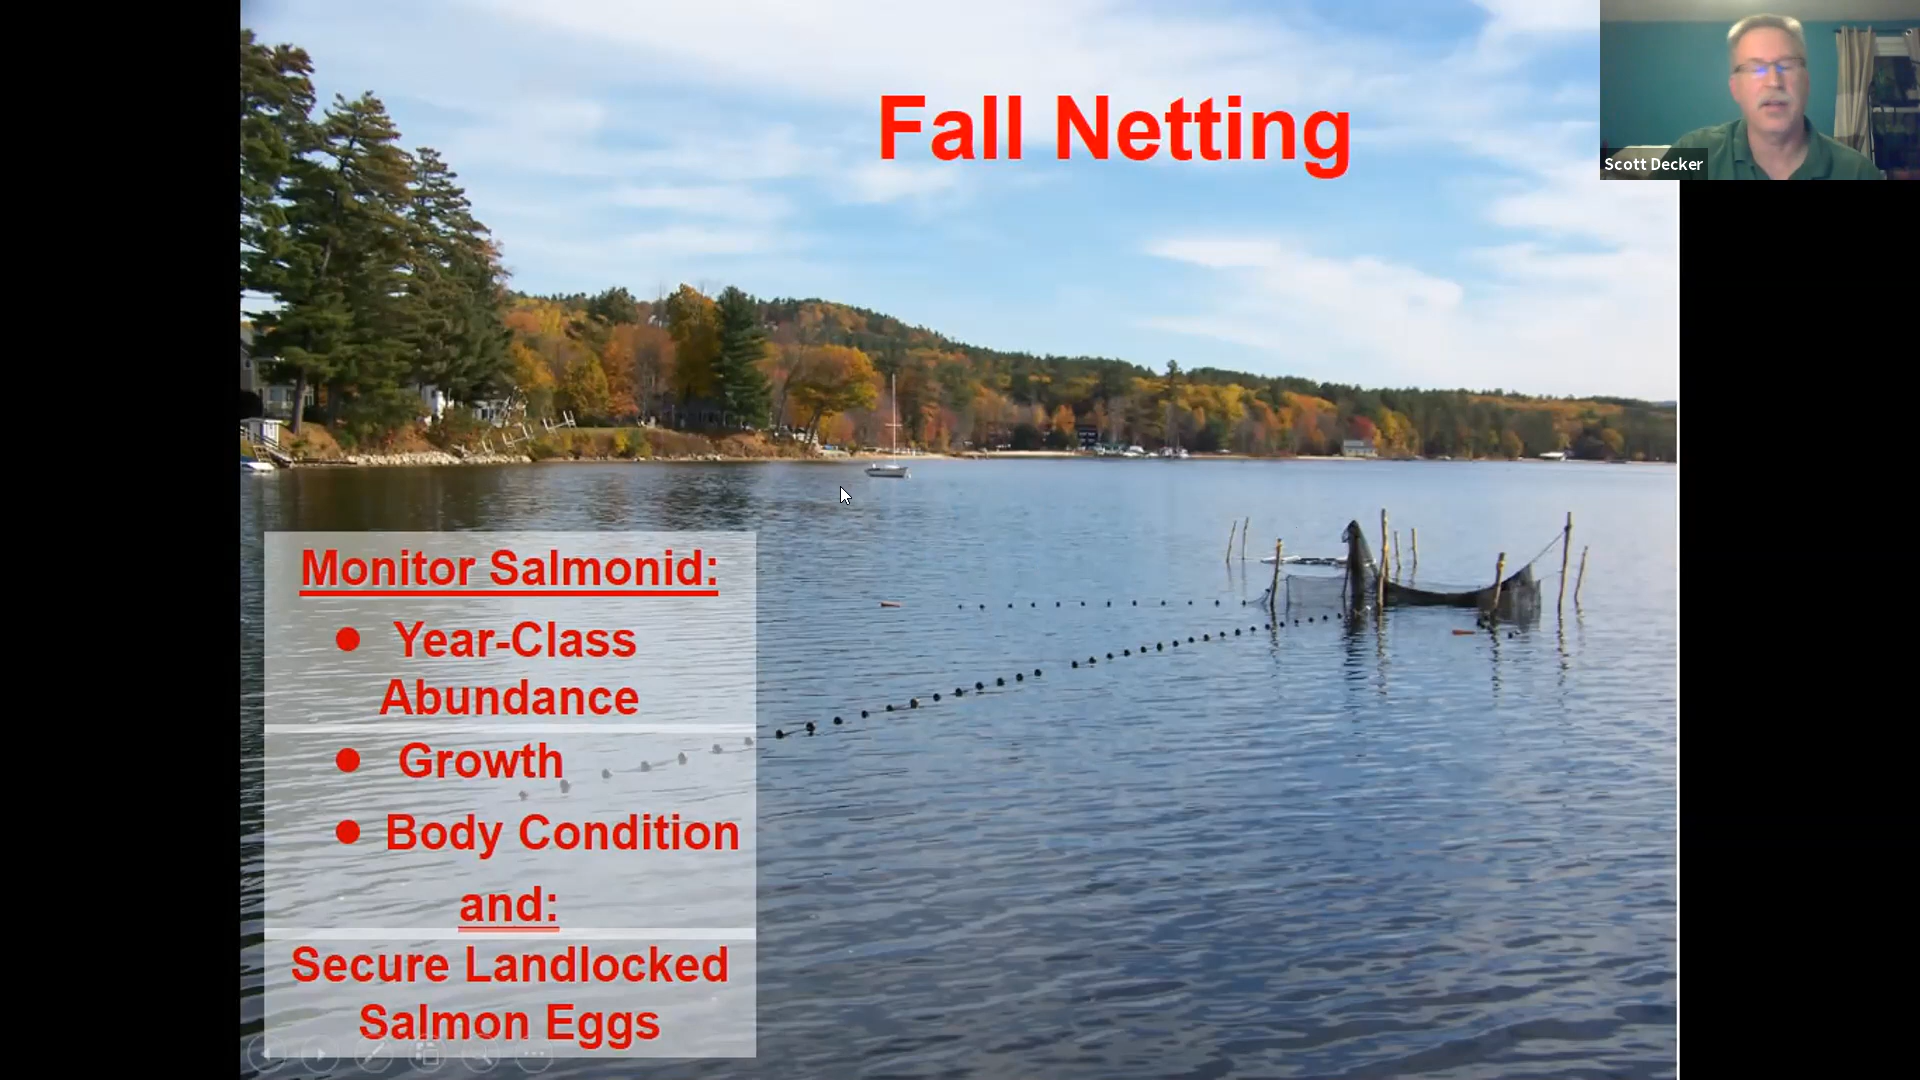 Fall Netting
Scott Decker
Monitor Salmonid:
● Year-Class
Abundance
● Growth
● Body Condition
and:
Secure Landlocked
Salmon Eggs